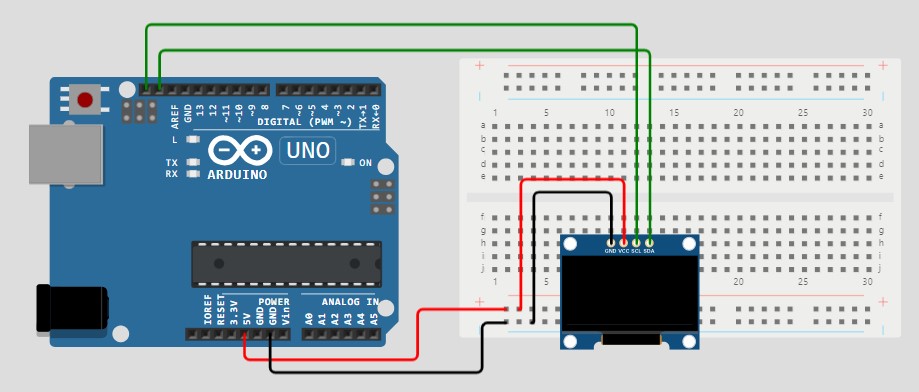 AREF
GND
13
12
~11
~10
~9
8
7
~6
~5
4
~3
2
TX→1
RX←0
DIGITAL (PWM ~)
L
TX
RX
UNO
ON
ARDUINO
IOREF
RESET
3.3V
5V
GND
GND
Vin
POWER
ANALOG IN
A0
A1
A2
A3
A4
A5
+ +
1 5 10 15 20 25 30
a a
b b
c c
d d
e e
f f
g g
h h
i i
j j
GND VCC SCL SDA
1 5 20 25 30
+ +